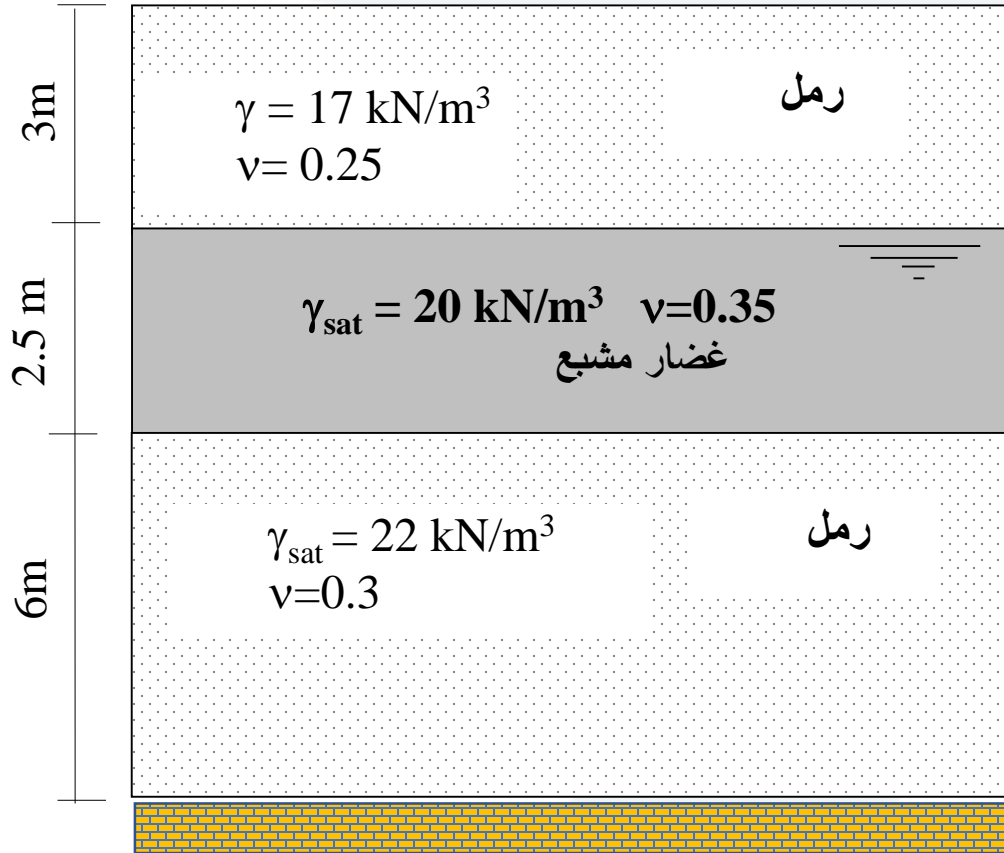 3m
γ = 17 kN/m³
ν= 0.25
رمل
2.5 m
γsat = 20 kN/m³ ν=0.35
غضار مشبع
6m
γsat = 22 kN/m³
ν=0.3
رمل